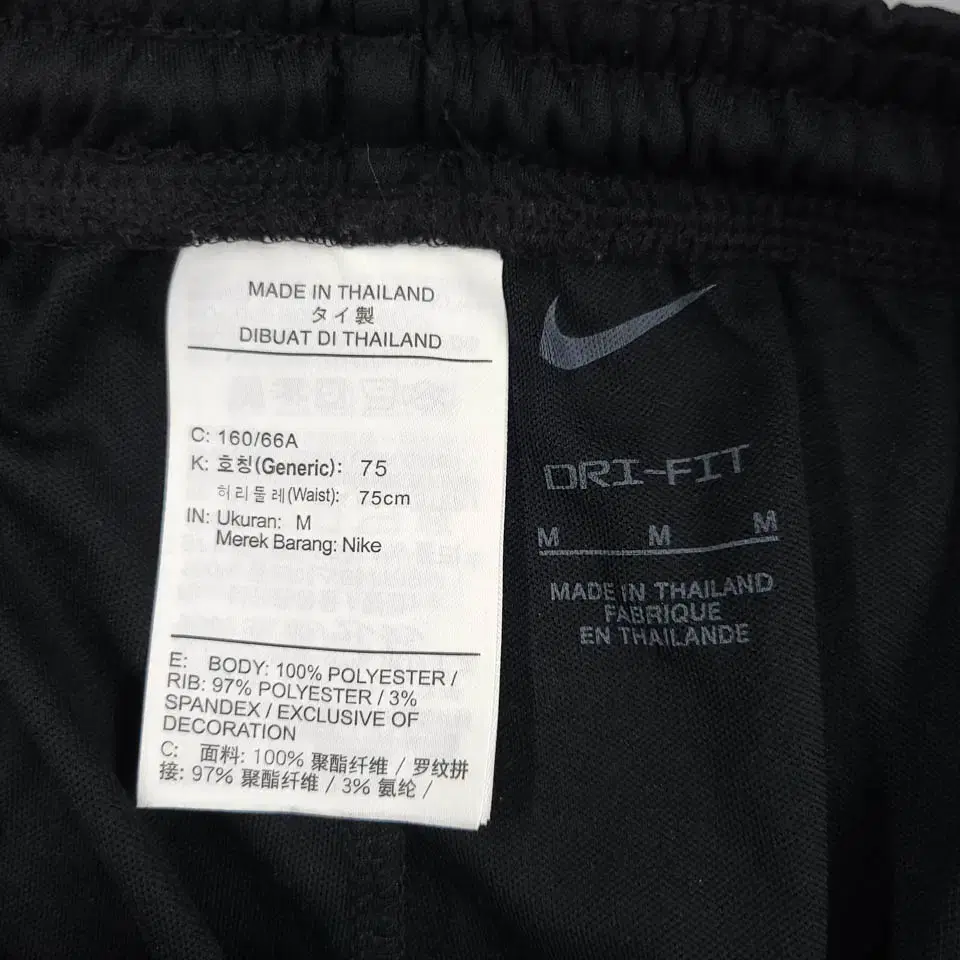 MADE IN THAILAND
タイ製
DIBUAT DI THAILAND
C: 160/66A
K: 호칭(Generic): 75
허리둘레(Waist): 75cm
IN: Ukuran: M
Merek Barang: Nike
E: BODY: 100% POLYESTER /
RIB: 97% POLYESTER / 3%
SPANDEX / EXCLUSIVE OF
DECORATION
C: 面料: 100% 聚酯纤维 / 罗纹拼
接: 97% 聚酯纤维 / 3% 氨纶 /
DRI-FIT
M M M
MADE IN THAILAND
FABRIQUE
EN THAILANDE